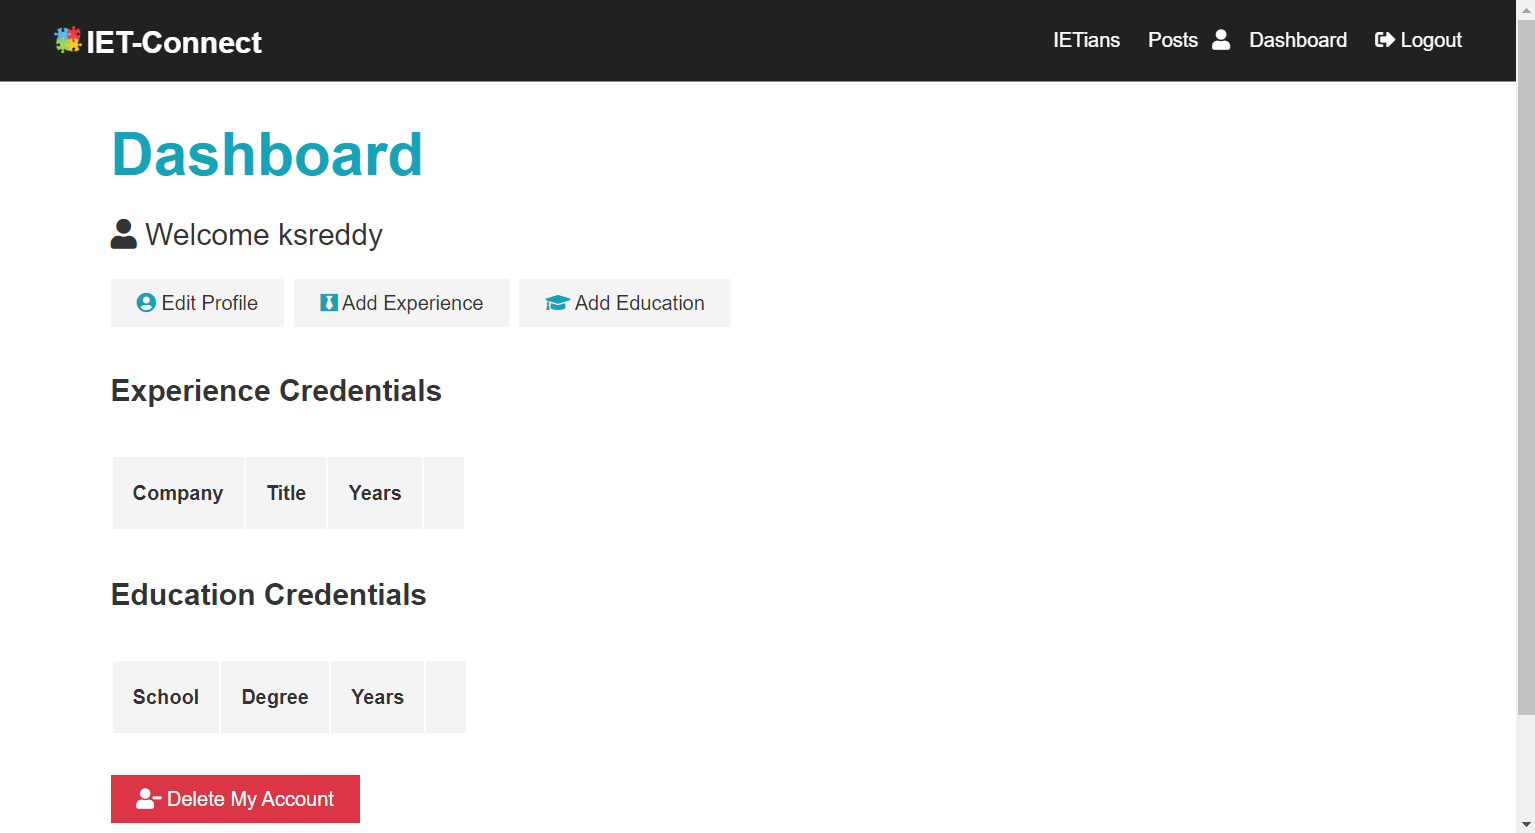 IET-Connect
IETians Posts Dashboard Logout
Dashboard
Welcome ksreddy
Edit Profile Add Experience Add Education
Experience Credentials
Company Title Years
Education Credentials
School Degree Years
Delete My Account